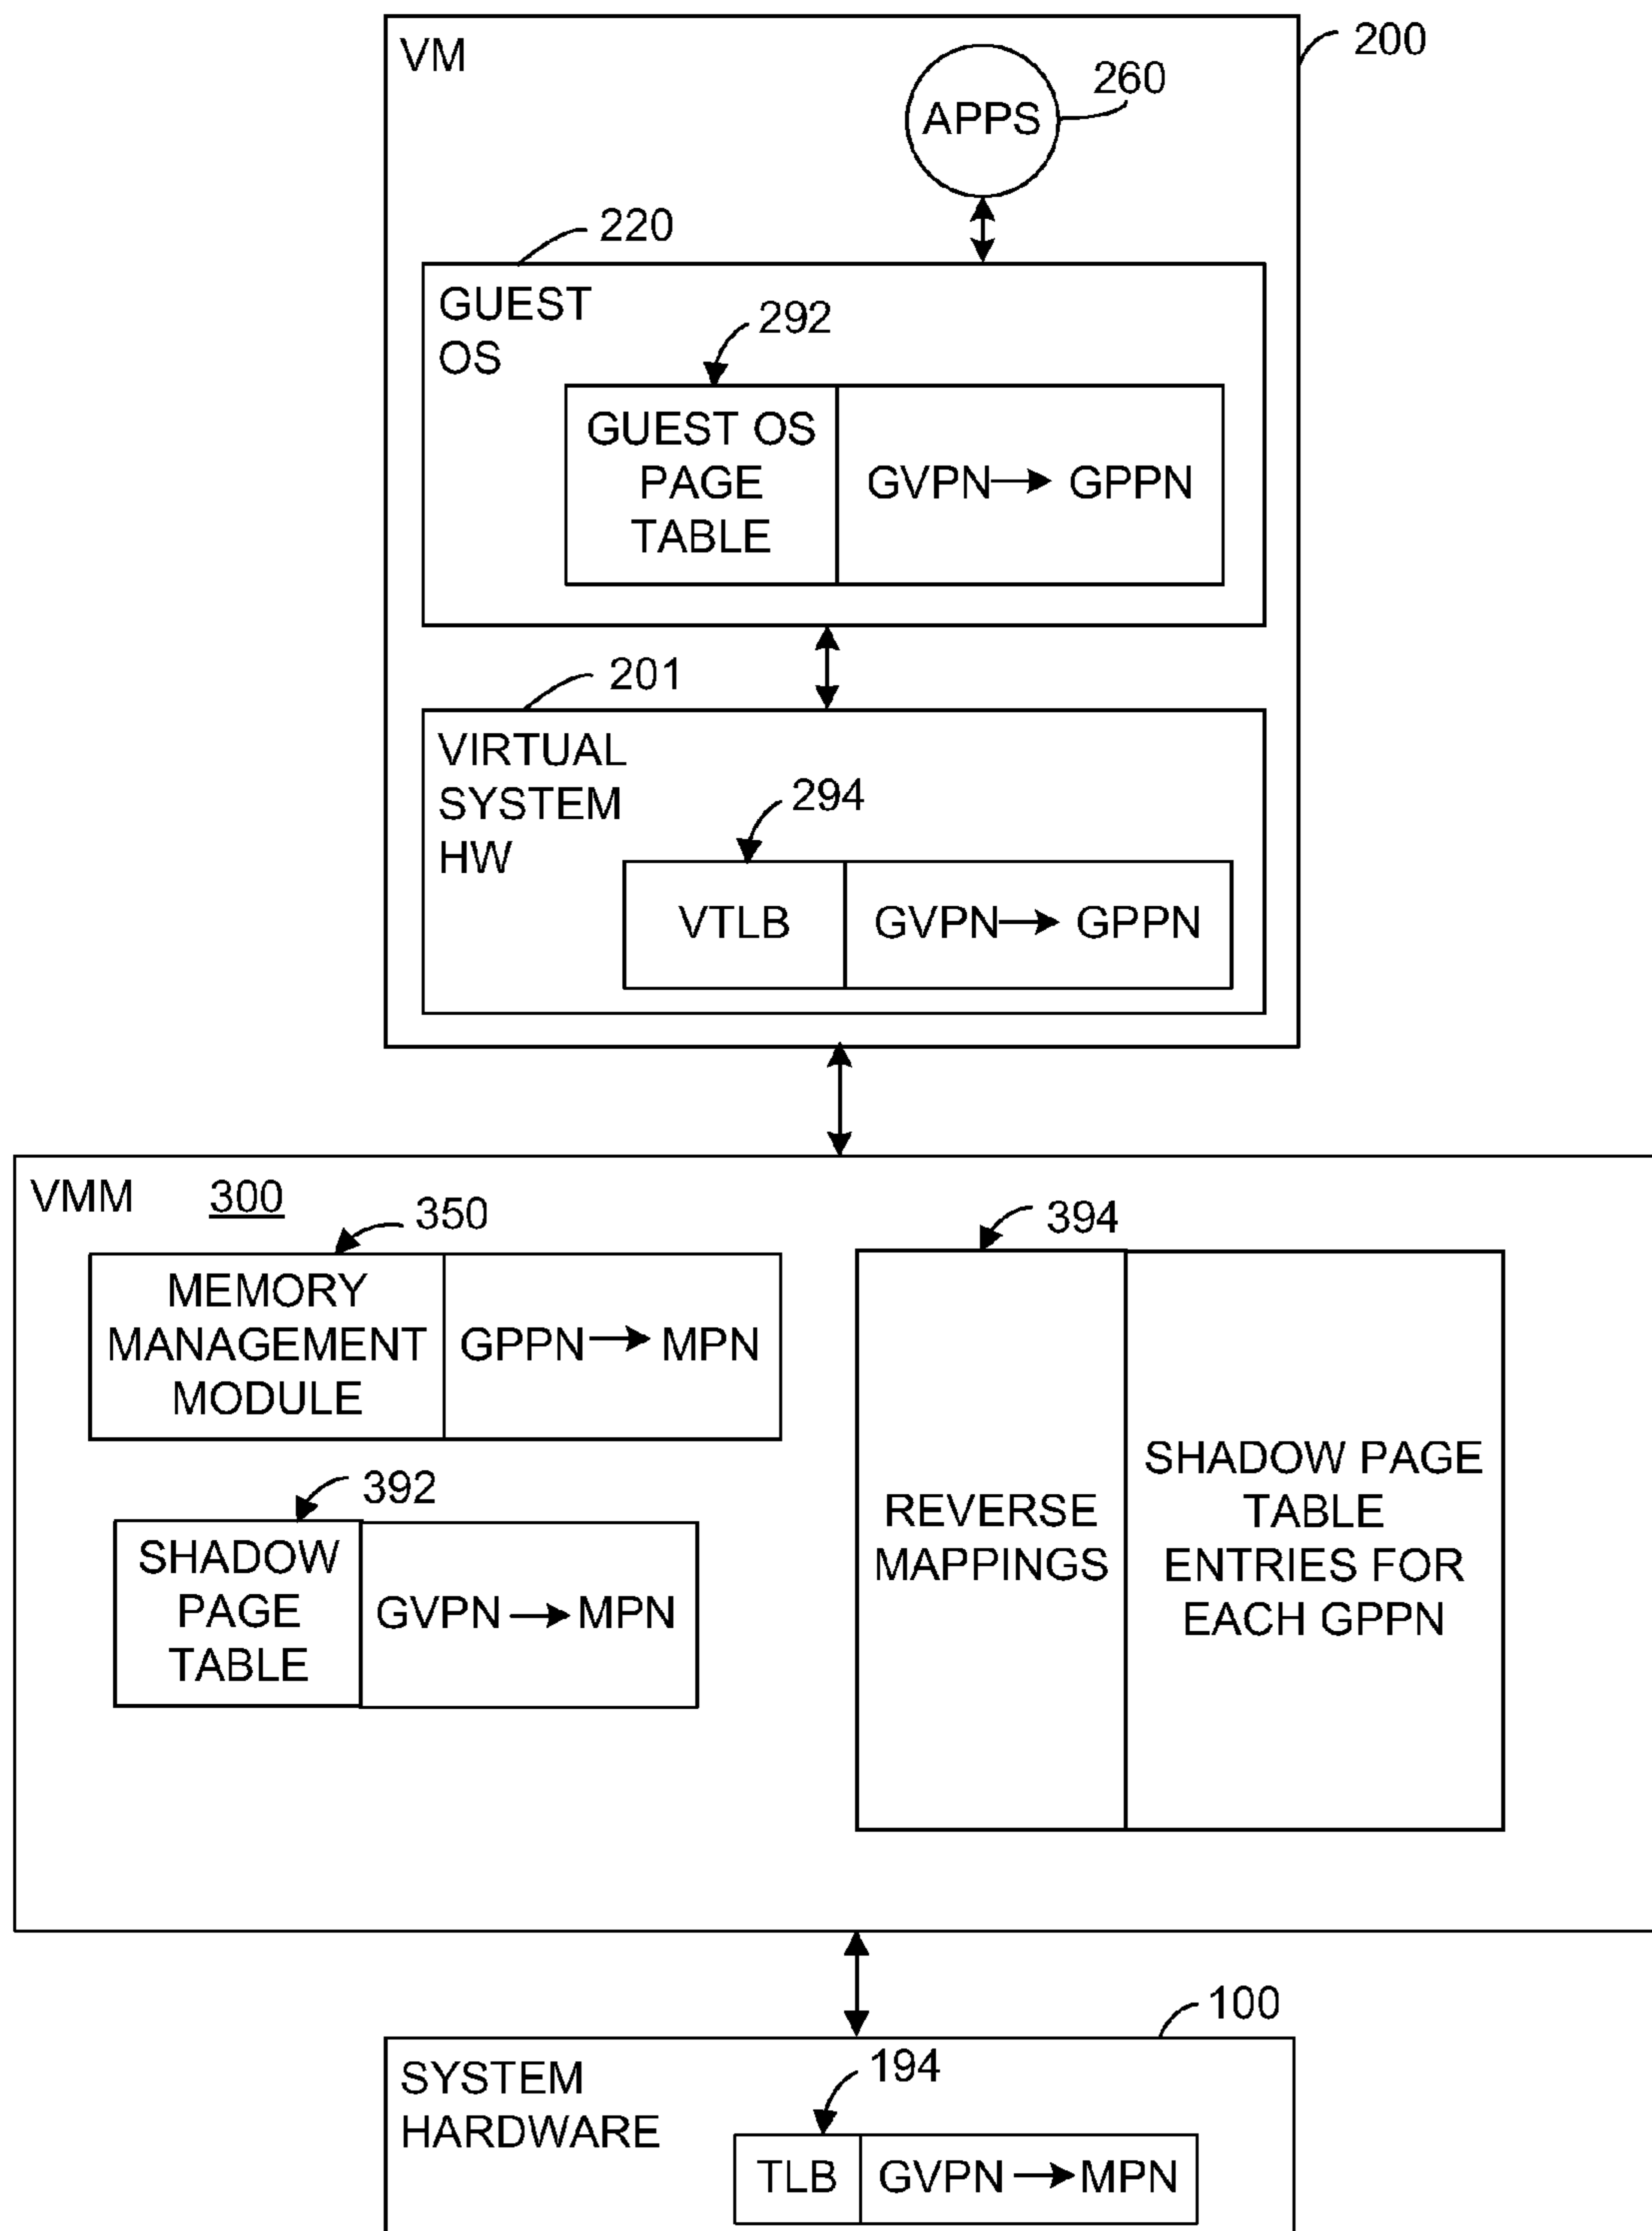 VM
200
APPS
260
220
GUEST
OS
292
GUEST OS
PAGE
TABLE
GVPN → GPPN
201
VIRTUAL
SYSTEM
HW
294
VTLB
GVPN → GPPN
VMM 300
350
MEMORY
MANAGEMENT
MODULE
GPPN → MPN
392
SHADOW
PAGE
TABLE
GVPN → MPN
394
REVERSE
MAPPINGS
SHADOW PAGE
TABLE
ENTRIES FOR
EACH GPPN
100
SYSTEM
HARDWARE
194
TLB
GVPN → MPN